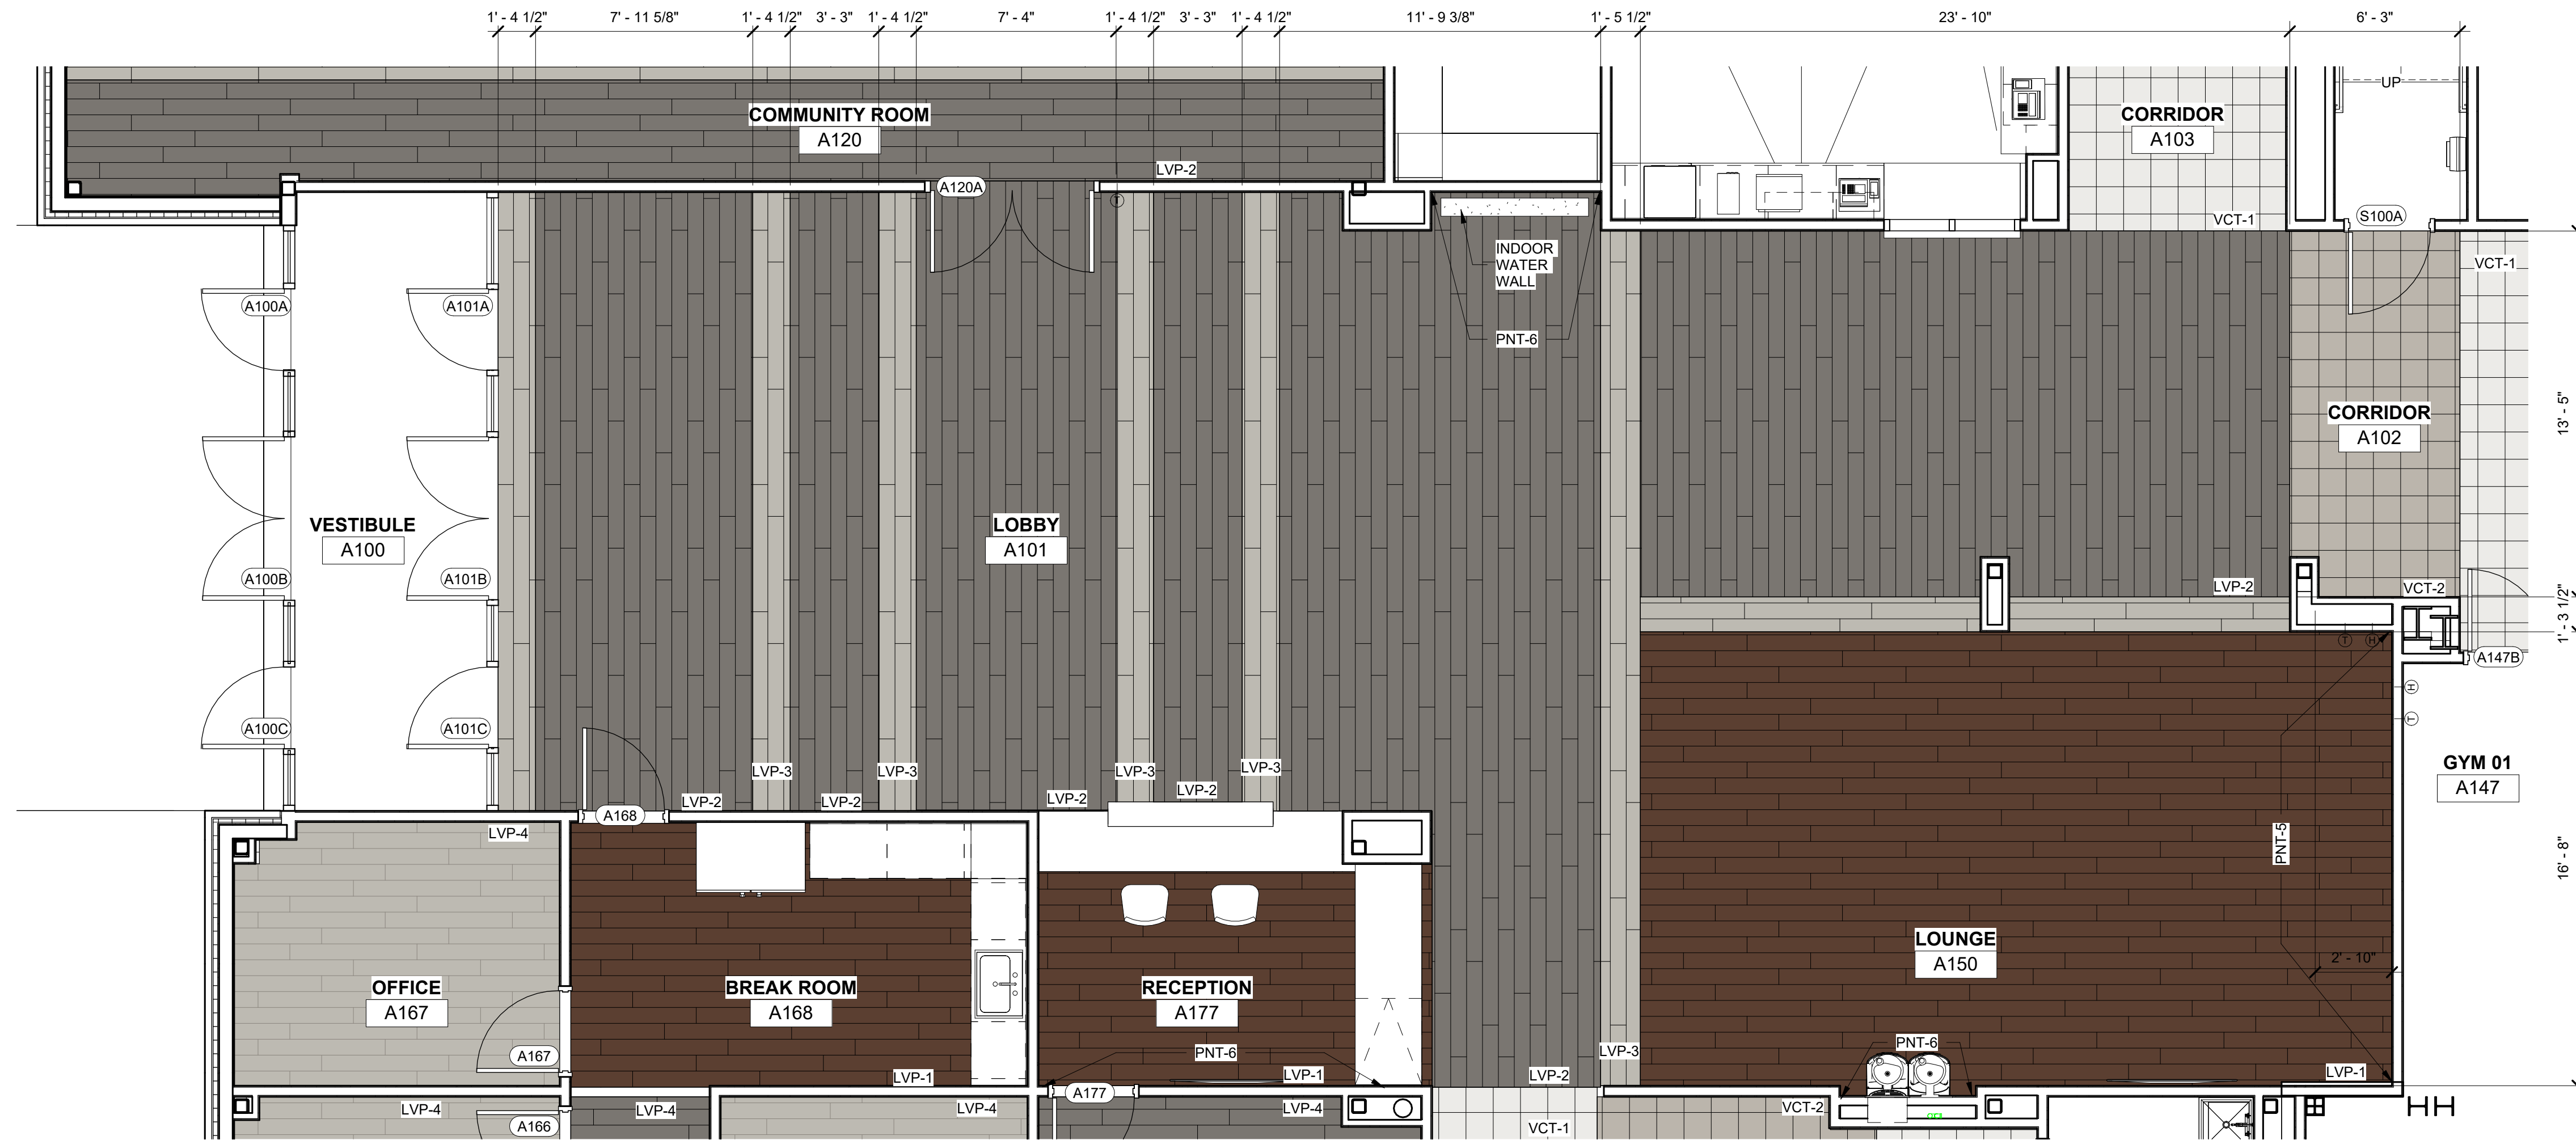 1' - 4 1/2" 7' - 11 5/8" 1' - 4 1/2" 3' - 3" 1' - 4 1/2" 7' - 4" 1' - 4 1/2" 3' - 3" 1' - 4 1/2" 11' - 9 3/8" 1' - 5 1/2" 23' - 10" 6' - 3"
UP
COMMUNITY ROOM
A120
CORRIDOR
A103
LVP-2
A120A
T
VCT-1
S100A
INDOOR
WATER
WALL
VCT-1
A100A
A101A
PNT-6
CORRIDOR
A102
13' - 5"
VESTIBULE
A100
LOBBY
A101
A100B
A101B
LVP-2
VCT-2
1' - 3 1/2"
T
H
A147B
H
T
A100C
A101C
LVP-3
LVP-3
LVP-3
LVP-3
GYM 01
A147
LVP-2
LVP-2
LVP-2
LVP-2
A168
LVP-4
PNT-5
16' - 8"
LOUNGE
A150
2' - 10"
OFFICE
A167
BREAK ROOM
A168
RECEPTION
A177
A167
PNT-6
LVP-3
PNT-6
LVP-1
LVP-1
LVP-2
LVP-1
A177
LVP-4
LVP-4
LVP-4
LVP-4
VCT-2
A166
VCT-1